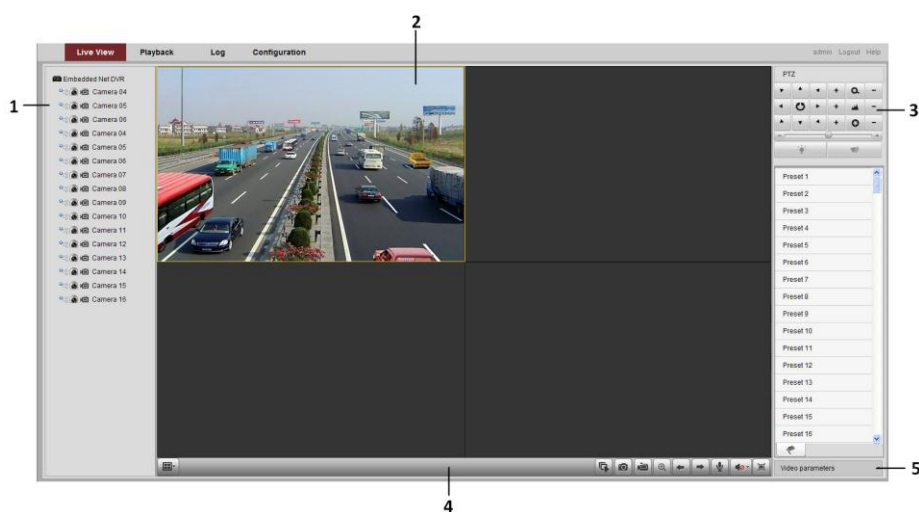 2
Live View Playback Log Configuration admin Logout Help
Embedded Net DVR
Camera 04
Camera 05
Camera 06
Camera 04
Camera 05
Camera 06
Camera 07
Camera 08
Camera 09
Camera 10
Camera 11
Camera 12
Camera 13
Camera 14
Camera 15
Camera 16
1
PTZ
3
Preset 1
Preset 2
Preset 3
Preset 4
Preset 5
Preset 6
Preset 7
Preset 8
Preset 9
Preset 10
Preset 11
Preset 12
Preset 13
Preset 14
Preset 15
Preset 16
Video parameters
5
4